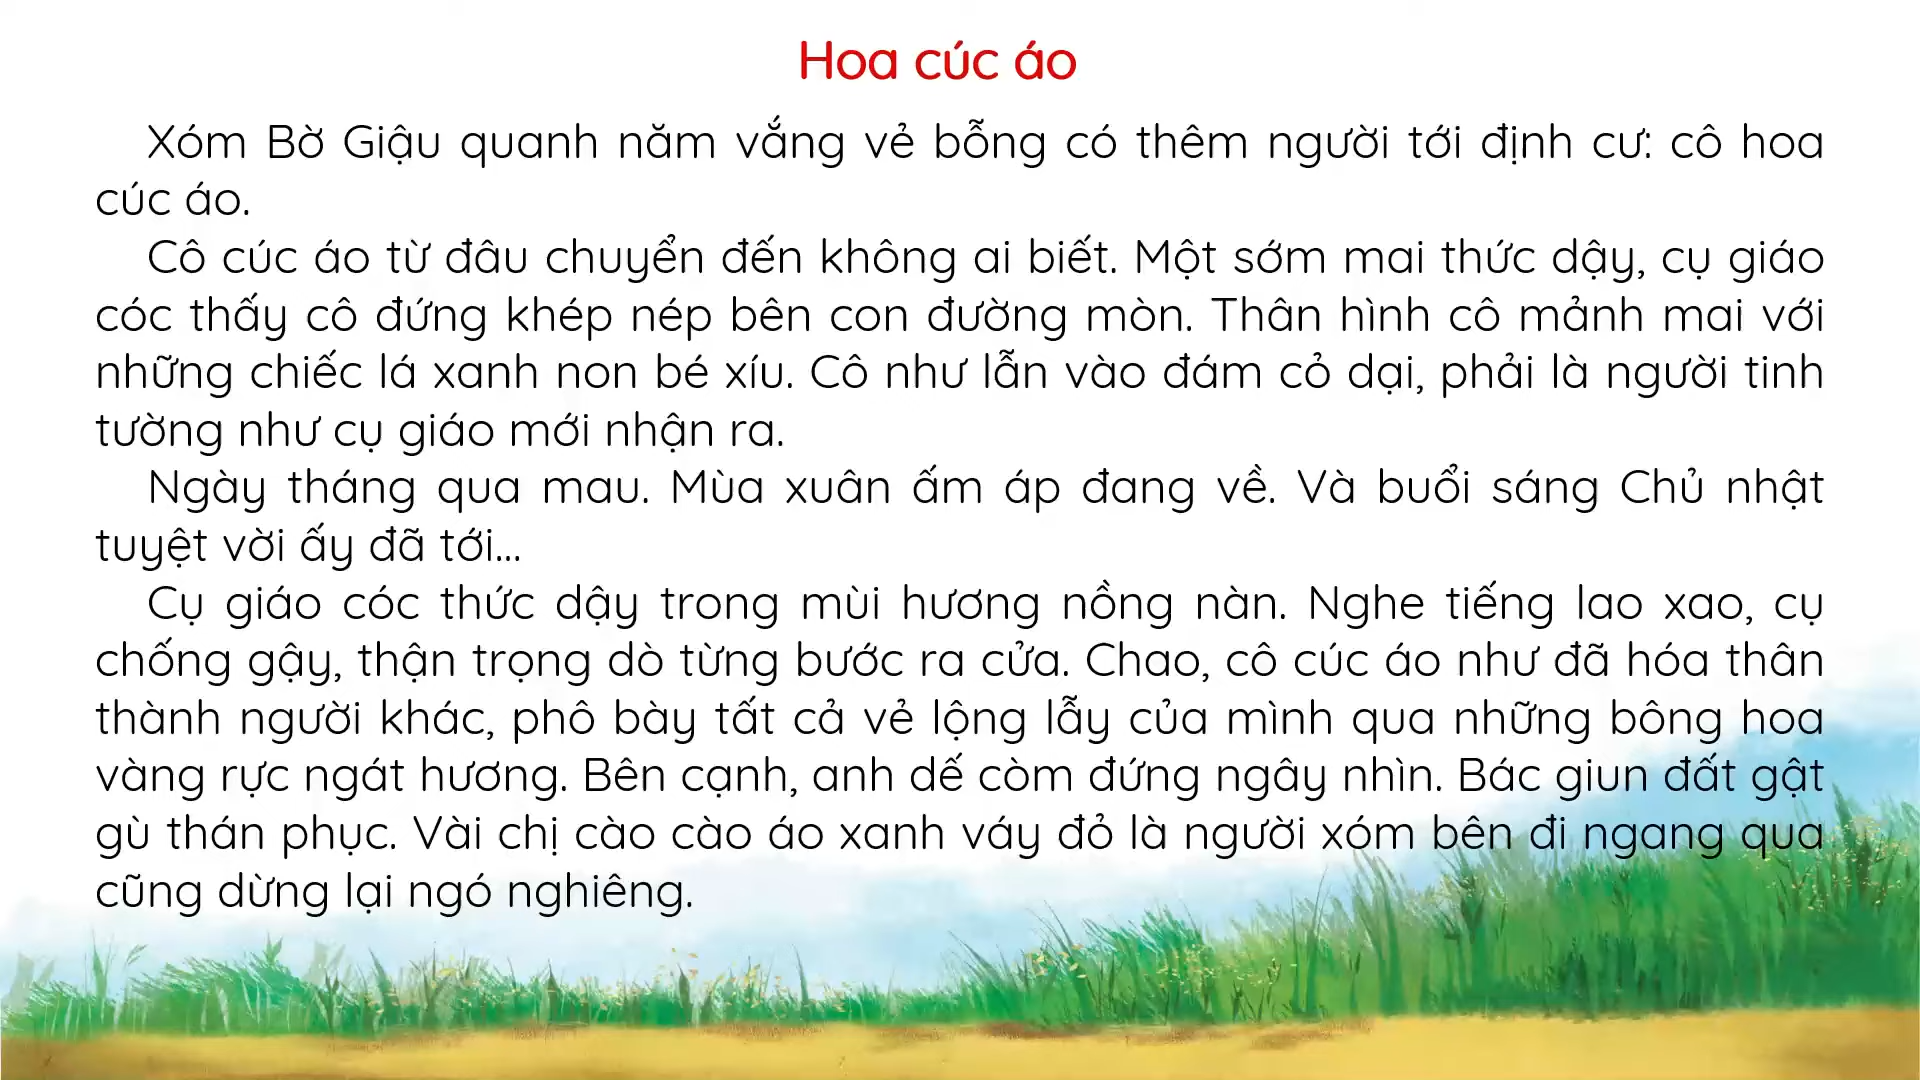 Hoa cúc áo
Xóm Bờ Giậu quanh năm vắng vẻ bỗng có thêm người tới định cư: cô hoa
cúc áo.
Cô cúc áo từ đâu chuyển đến không ai biết. Một sớm mai thức dậy, cụ giáo
cóc thấy cô đứng khép nép bên con đường mòn. Thân hình cô mảnh mai với
những chiếc lá xanh non bé xíu. Cô như lẫn vào đám cỏ dại, phải là người tinh
tường như cụ giáo mới nhận ra.
Ngày tháng qua mau. Mùa xuân ấm áp đang về. Và buổi sáng Chủ nhật
tuyệt vời ấy đã tới...
Cụ giáo cóc thức dậy trong mùi hương nồng nàn. Nghe tiếng lao xao, cụ
chống gậy, thận trọng dò từng bước ra cửa. Chao, cô cúc áo như đã hóa thân
thành người khác, phô bày tất cả vẻ lộng lẫy của mình qua những bông hoa
vàng rực ngát hương. Bên cạnh, anh dế còm đứng ngây nhìn. Bác giun đất gật
gù thán phục. Vài chị cào cào áo xanh váy đỏ là người xóm bên đi ngang qua
cũng dừng lại ngó nghiêng.